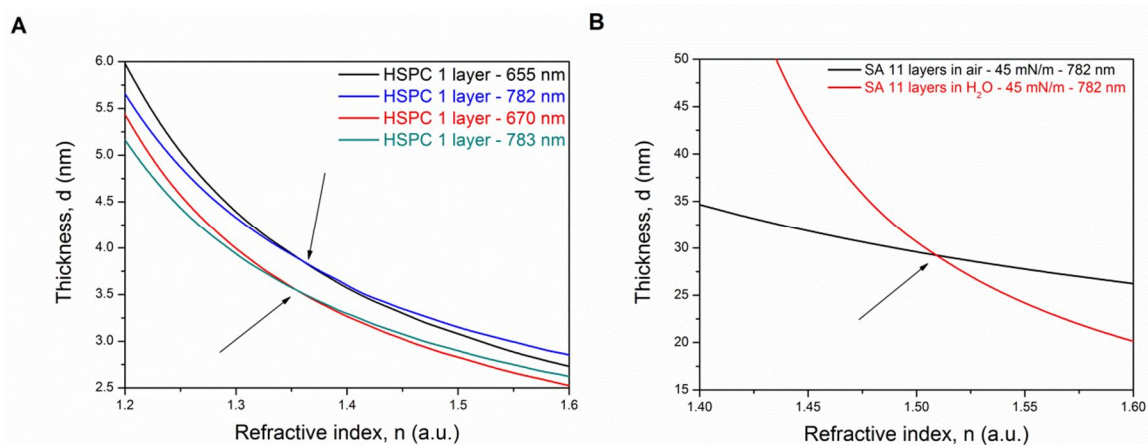 A
6.0
5.5
5.0
4.5
4.0
3.5
3.0
2.5
1.2
1.3
1.4
1.5
1.6
Thickness, d (nm)
Refractive index, n (a.u.)
HSPC 1 layer - 655 nm
HSPC 1 layer - 782 nm
HSPC 1 layer - 670 nm
HSPC 1 layer - 783 nm
B
50
45
40
35
30
25
20
15
1.40
1.45
1.50
1.55
1.60
Thickness, d (nm)
Refractive index, n (a.u.)
SA 11 layers in air - 45 mN/m - 782 nm
SA 11 layers in H₂O - 45 mN/m - 782 nm